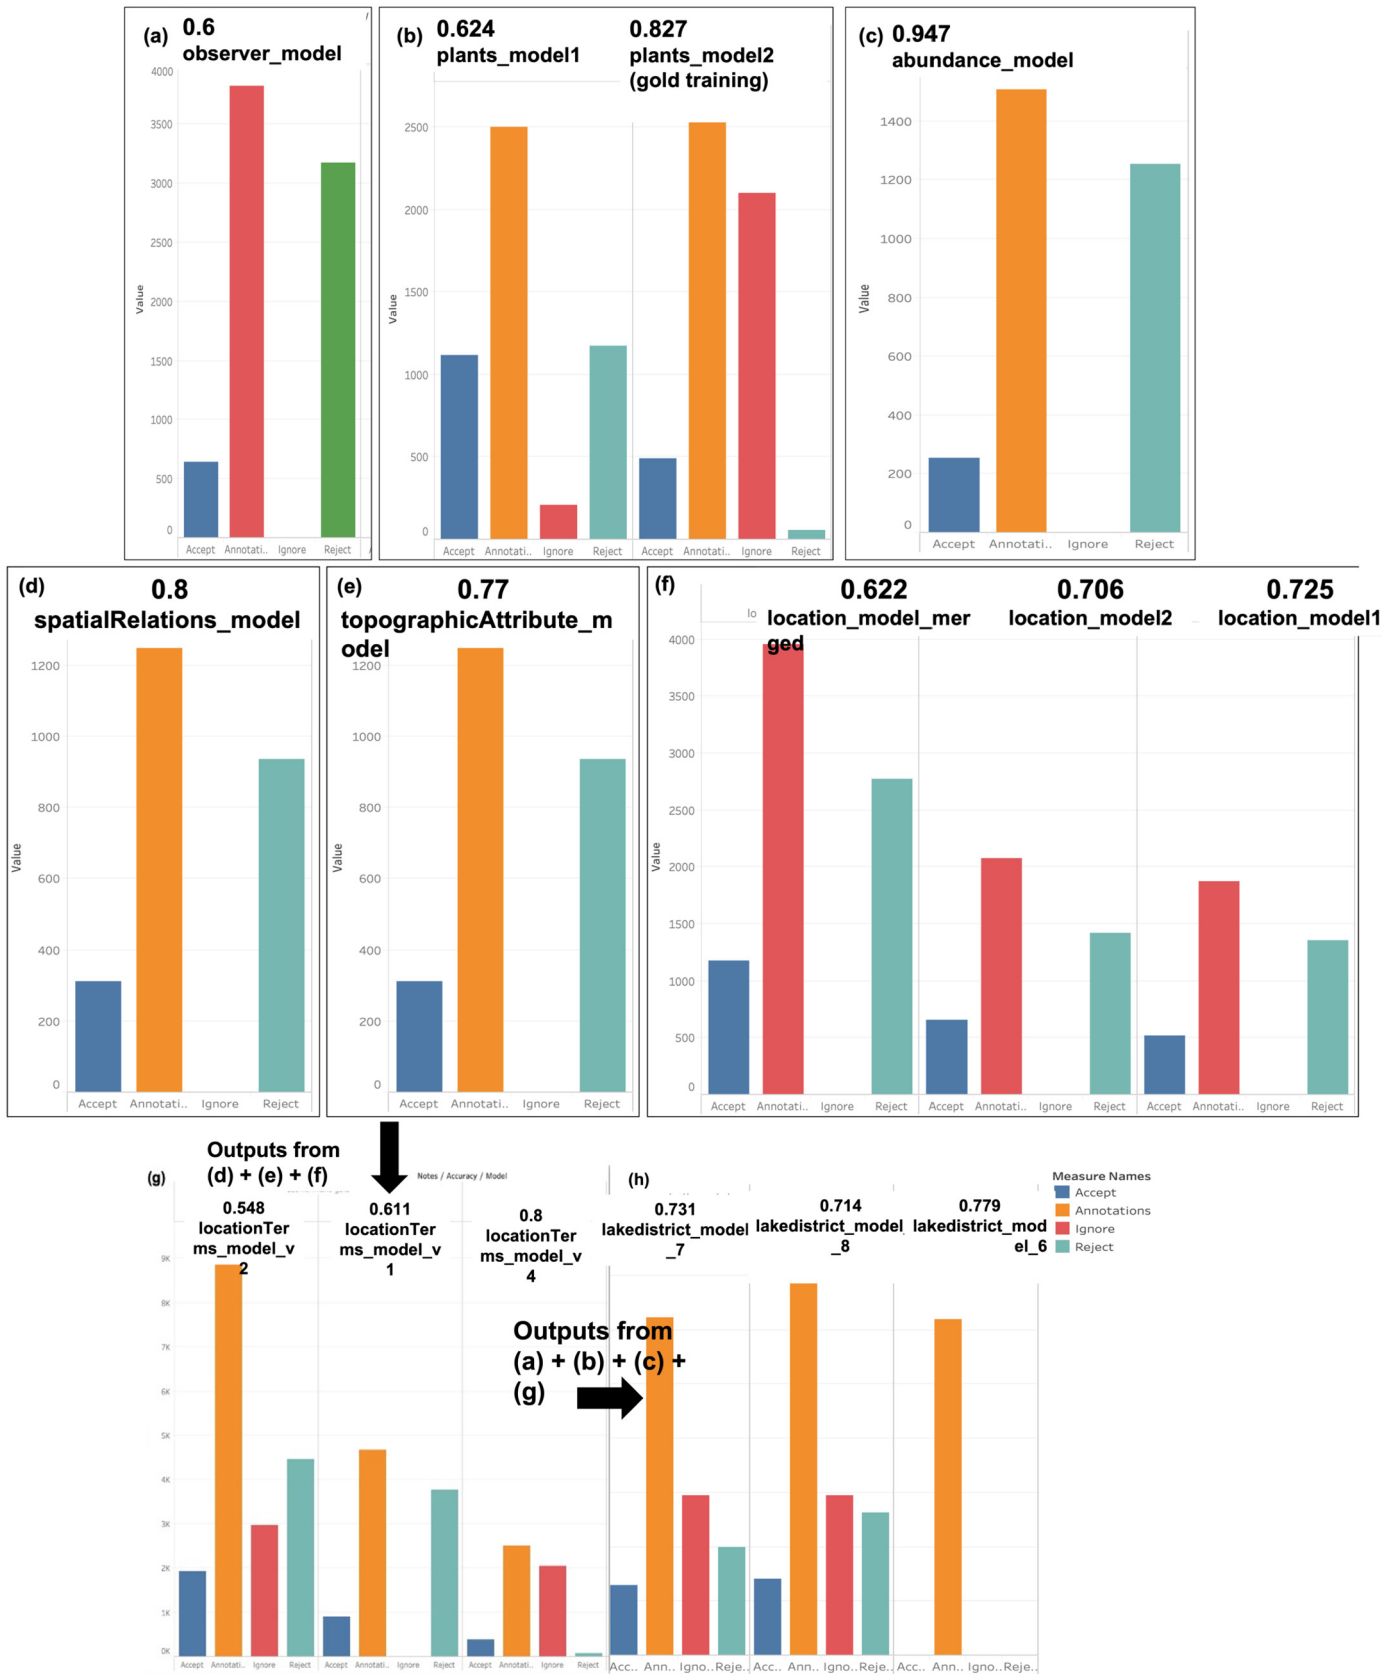 (a) 0.6
observer_model
4000
3500
3000
2500
2000
1500
1000
500
0
Value
Accept Annotati.. Ignore Reject
(b) 0.624 0.827
plants_model1 plants_model2
(gold training)
2500
2000
1500
1000
500
0
Value
Accept Annotati.. Ignore Reject Accept Annotati.. Ignore Reject
(c) 0.947
abundance_model
1400
1200
1000
800
600
400
200
0
Value
Accept Annotati.. Ignore Reject
(d) 0.8
spatialRelations_model
1200
1000
800
600
400
200
0
Value
Accept Annotati.. Ignore Reject
(e) 0.77
topographicAttribute_m
odel
1200
1000
800
600
400
200
0
Accept Annotati.. Ignore Reject
(f) 0.622 0.706 0.725
lo location_model_mer location_model2 location_model1
ged
4000
3500
3000
2500
2000
1500
1000
500
0
Value
Accept Annotati.. Ignore Reject Accept Annotati.. Ignore Reject Accept Annotati.. Ignore Reject
Outputs from
(d) + (e) + (f)
(g) Notes / Accuracy / Model
0.548 0.611 0.8
locationTer locationTer locationTer
ms_model_v ms_model_v ms_model_v
2 1 4
9K
8K
7K
6K
5K
4K
3K
2K
1K
0K
Accept Annotati.. Ignore Reject Accept Annotati.. Ignore Reject Accept Annotati.. Ignore Reject
Outputs from
(a) + (b) + (c) +
(g)
(h)
0.731 0.714 0.779
lakedistrict_model lakedistrict_model lakedistrict_mod
_7 _8 el_6
Acc.. Ann.. Igno.. Reje.. Acc.. Ann.. Igno.. Reje.. Acc.. Ann.. Igno.. Reje..
Measure Names
Accept
Annotations
Ignore
Reject